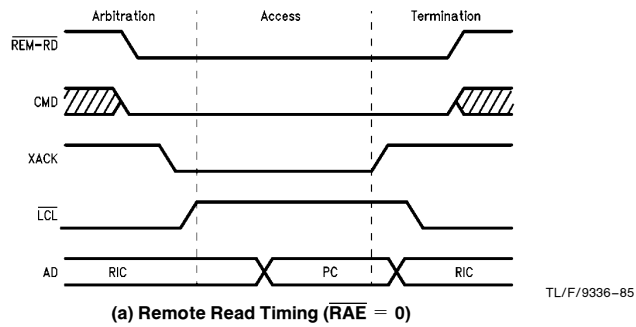 Arbitration Access Termination
REM-RD
CMD
XACK
LCL
AD RIC PC RIC
TL/F/9336–85
(a) Remote Read Timing (RAE = 0)